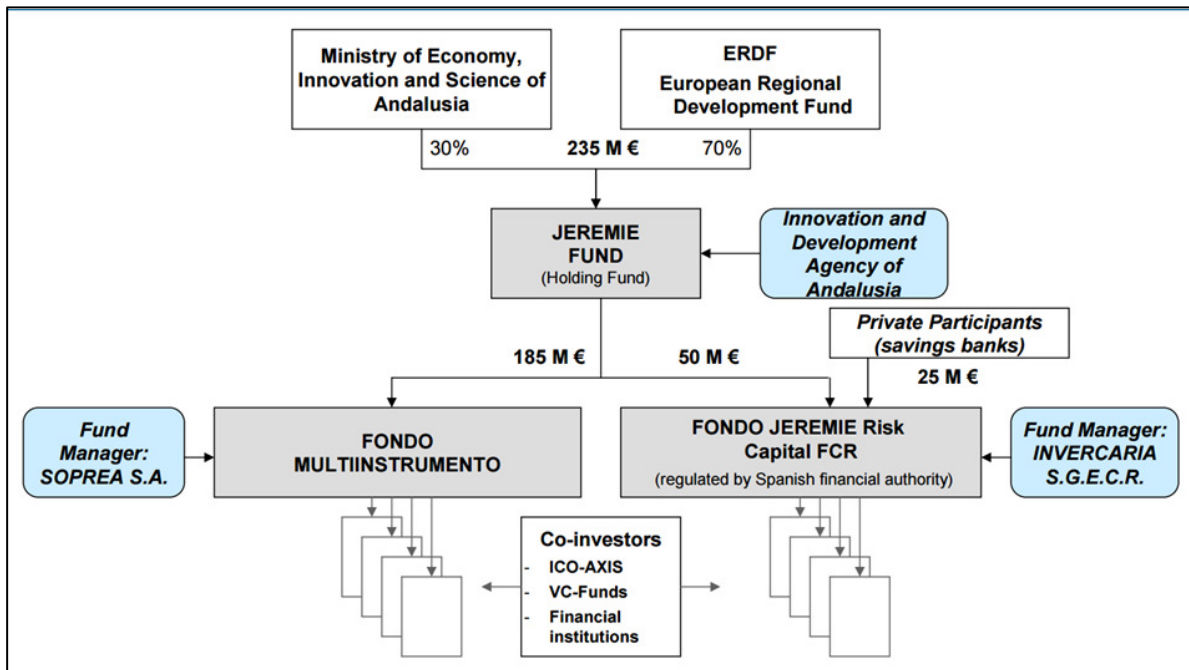 Ministry of Economy,
Innovation and Science of
Andalusia
ERDF
European Regional
Development Fund
30%
235 M €
70%
JEREMIE
FUND
(Holding Fund)
Innovation and
Development
Agency of
Andalusia
Private Participants
(savings banks)
185 M €
50 M €
25 M €
Fund
Manager:
SOPREA S.A.
FONDO
MULTIINSTRUMENTO
FONDO JEREMIE Risk
Capital FCR
(regulated by Spanish financial authority)
Fund Manager:
INVERCARIA
S.G.E.C.R.
Co-investors
- ICO-AXIS
- VC-Funds
- Financial
institutions